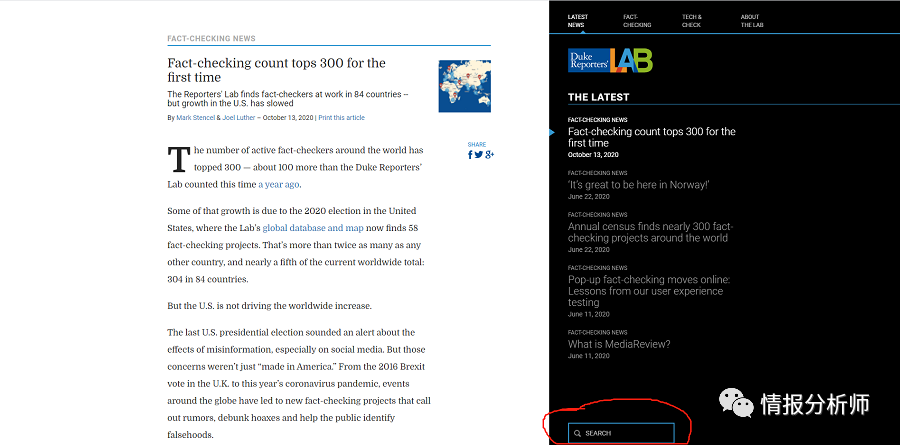 FACT-CHECKING NEWS
Fact-checking count tops 300 for the
first time
The Reporters' Lab finds fact-checkers at work in 84 countries –
but growth in the U.S. has slowed
By Mark Stencel & Joel Luther – October 13, 2020 | Print this article
SHARE
The number of active fact-checkers around the world has
topped 300 — about 100 more than the Duke Reporters'
Lab counted this time a year ago.
Some of that growth is due to the 2020 election in the United
States, where the Lab's global database and map now finds 58
fact-checking projects. That's more than twice as many as any
other country, and nearly a fifth of the current worldwide total:
304 in 84 countries.
But the U.S. is not driving the worldwide increase.
The last U.S. presidential election sounded an alert about the
effects of misinformation, especially on social media. But those
concerns weren't just "made in America." From the 2016 Brexit
vote in the U.K. to this year's coronavirus pandemic, events
around the globe have led to new fact-checking projects that call
out rumors, debunk hoaxes and help the public identify
falsehoods.
LATEST
NEWS
FACT-
CHECKING
TECH &
CHECK
ABOUT
THE LAB
Duke
Reporters'
LAB
THE LATEST
FACT-CHECKING NEWS
Fact-checking count tops 300 for the
first time
October 13, 2020
FACT-CHECKING NEWS
'It's great to be here in Norway!'
June 22, 2020
FACT-CHECKING NEWS
Annual census finds nearly 300 fact-
checking projects around the world
June 22, 2020
FACT-CHECKING NEWS
Pop-up fact-checking moves online:
Lessons from our user experience
testing
June 11, 2020
FACT-CHECKING NEWS
What is MediaReview?
June 11, 2020
SEARCH
情报分析师